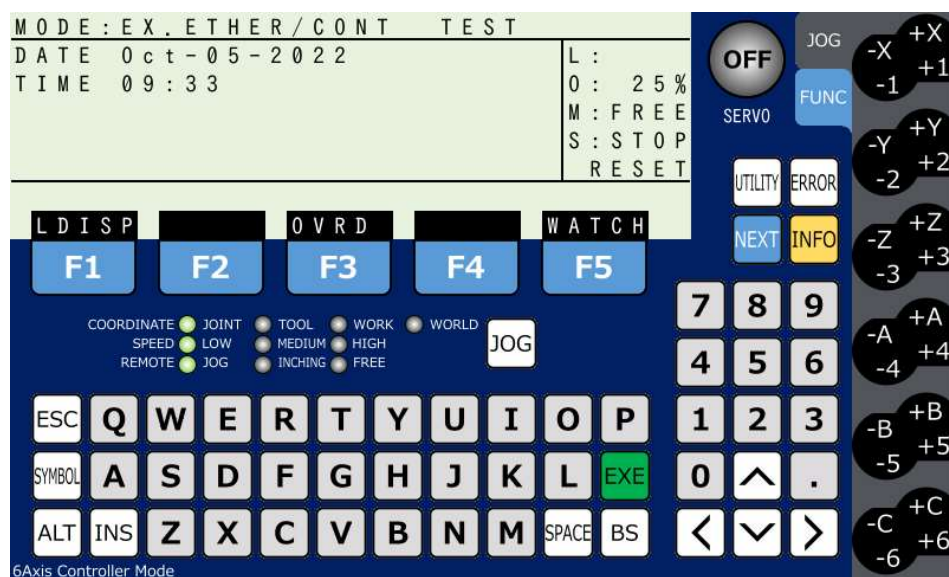 MODE:EX.ETHER/CONT TEST
DATE Oct-05-2022
TIME 09:33
L:
O: 25%
M:FREE
S:STOP
RESET
OFF
SERVO
JOG
FUNC
UTILITY ERROR
NEXT INFO
LDISP OVRD WATCH
F1 F2 F3 F4 F5
COORDINATE JOINT TOOL WORK WORLD
SPEED LOW MEDIUM HIGH
REMOTE JOG INCHING FREE
JOG
7 8 9
4 5 6
1 2 3
0 ^ .
< v >
ESC Q W E R T Y U I O P
SYMBOL A S D F G H J K L EXE
ALT INS Z X C V B N M SPACE BS
6Axis Controller Mode
-X +X
-1 +1
-Y +Y
-2 +2
-Z +Z
-3 +3
-A +A
-4 +4
-B +B
-5 +5
-C +C
-6 +6